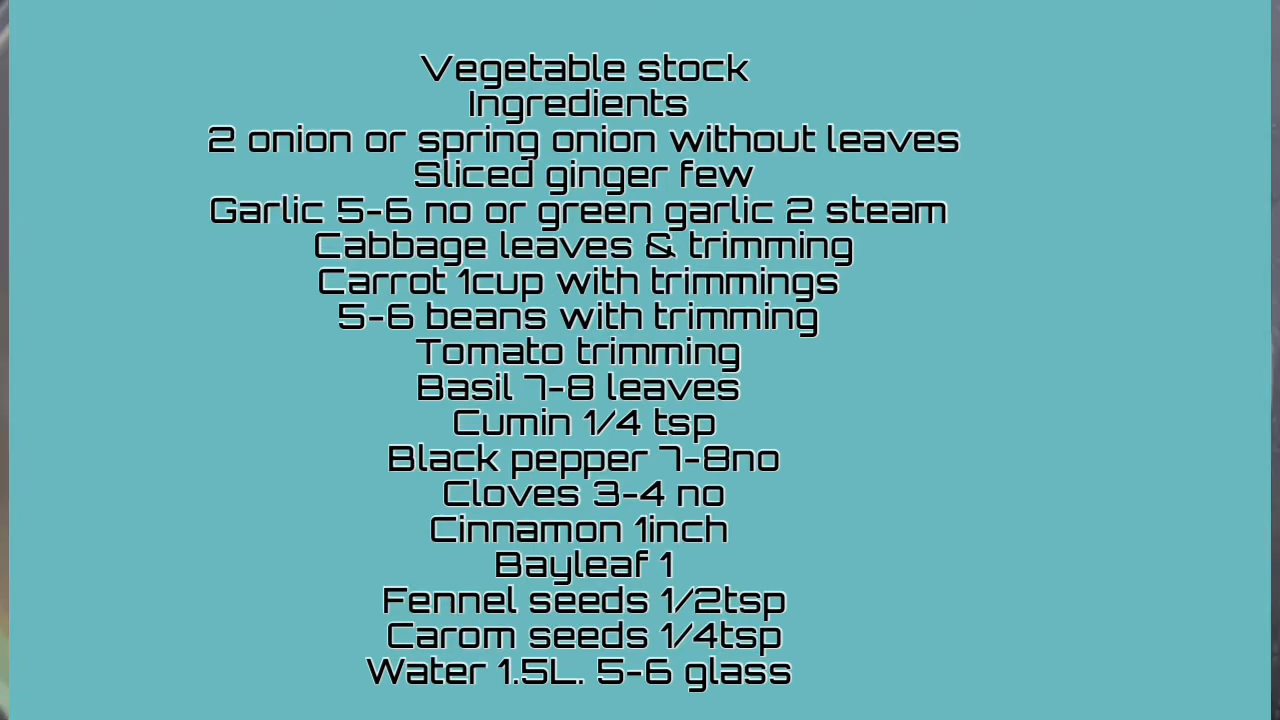 Vegetable stock
Ingredients
2 onion or spring onion without leaves
Sliced ginger few
Garlic 5-6 no or green garlic 2 steam
Cabbage leaves & trimming
Carrot 1cup with trimmings
5-6 beans with trimming
Tomato trimming
Basil 7-8 leaves
Cumin 1/4 tsp
Black pepper 7-8no
Cloves 3-4 no
Cinnamon 1inch
Bayleaf 1
Fennel seeds 1/2tsp
Carom seeds 1/4tsp
Water 1.5L. 5-6 glass